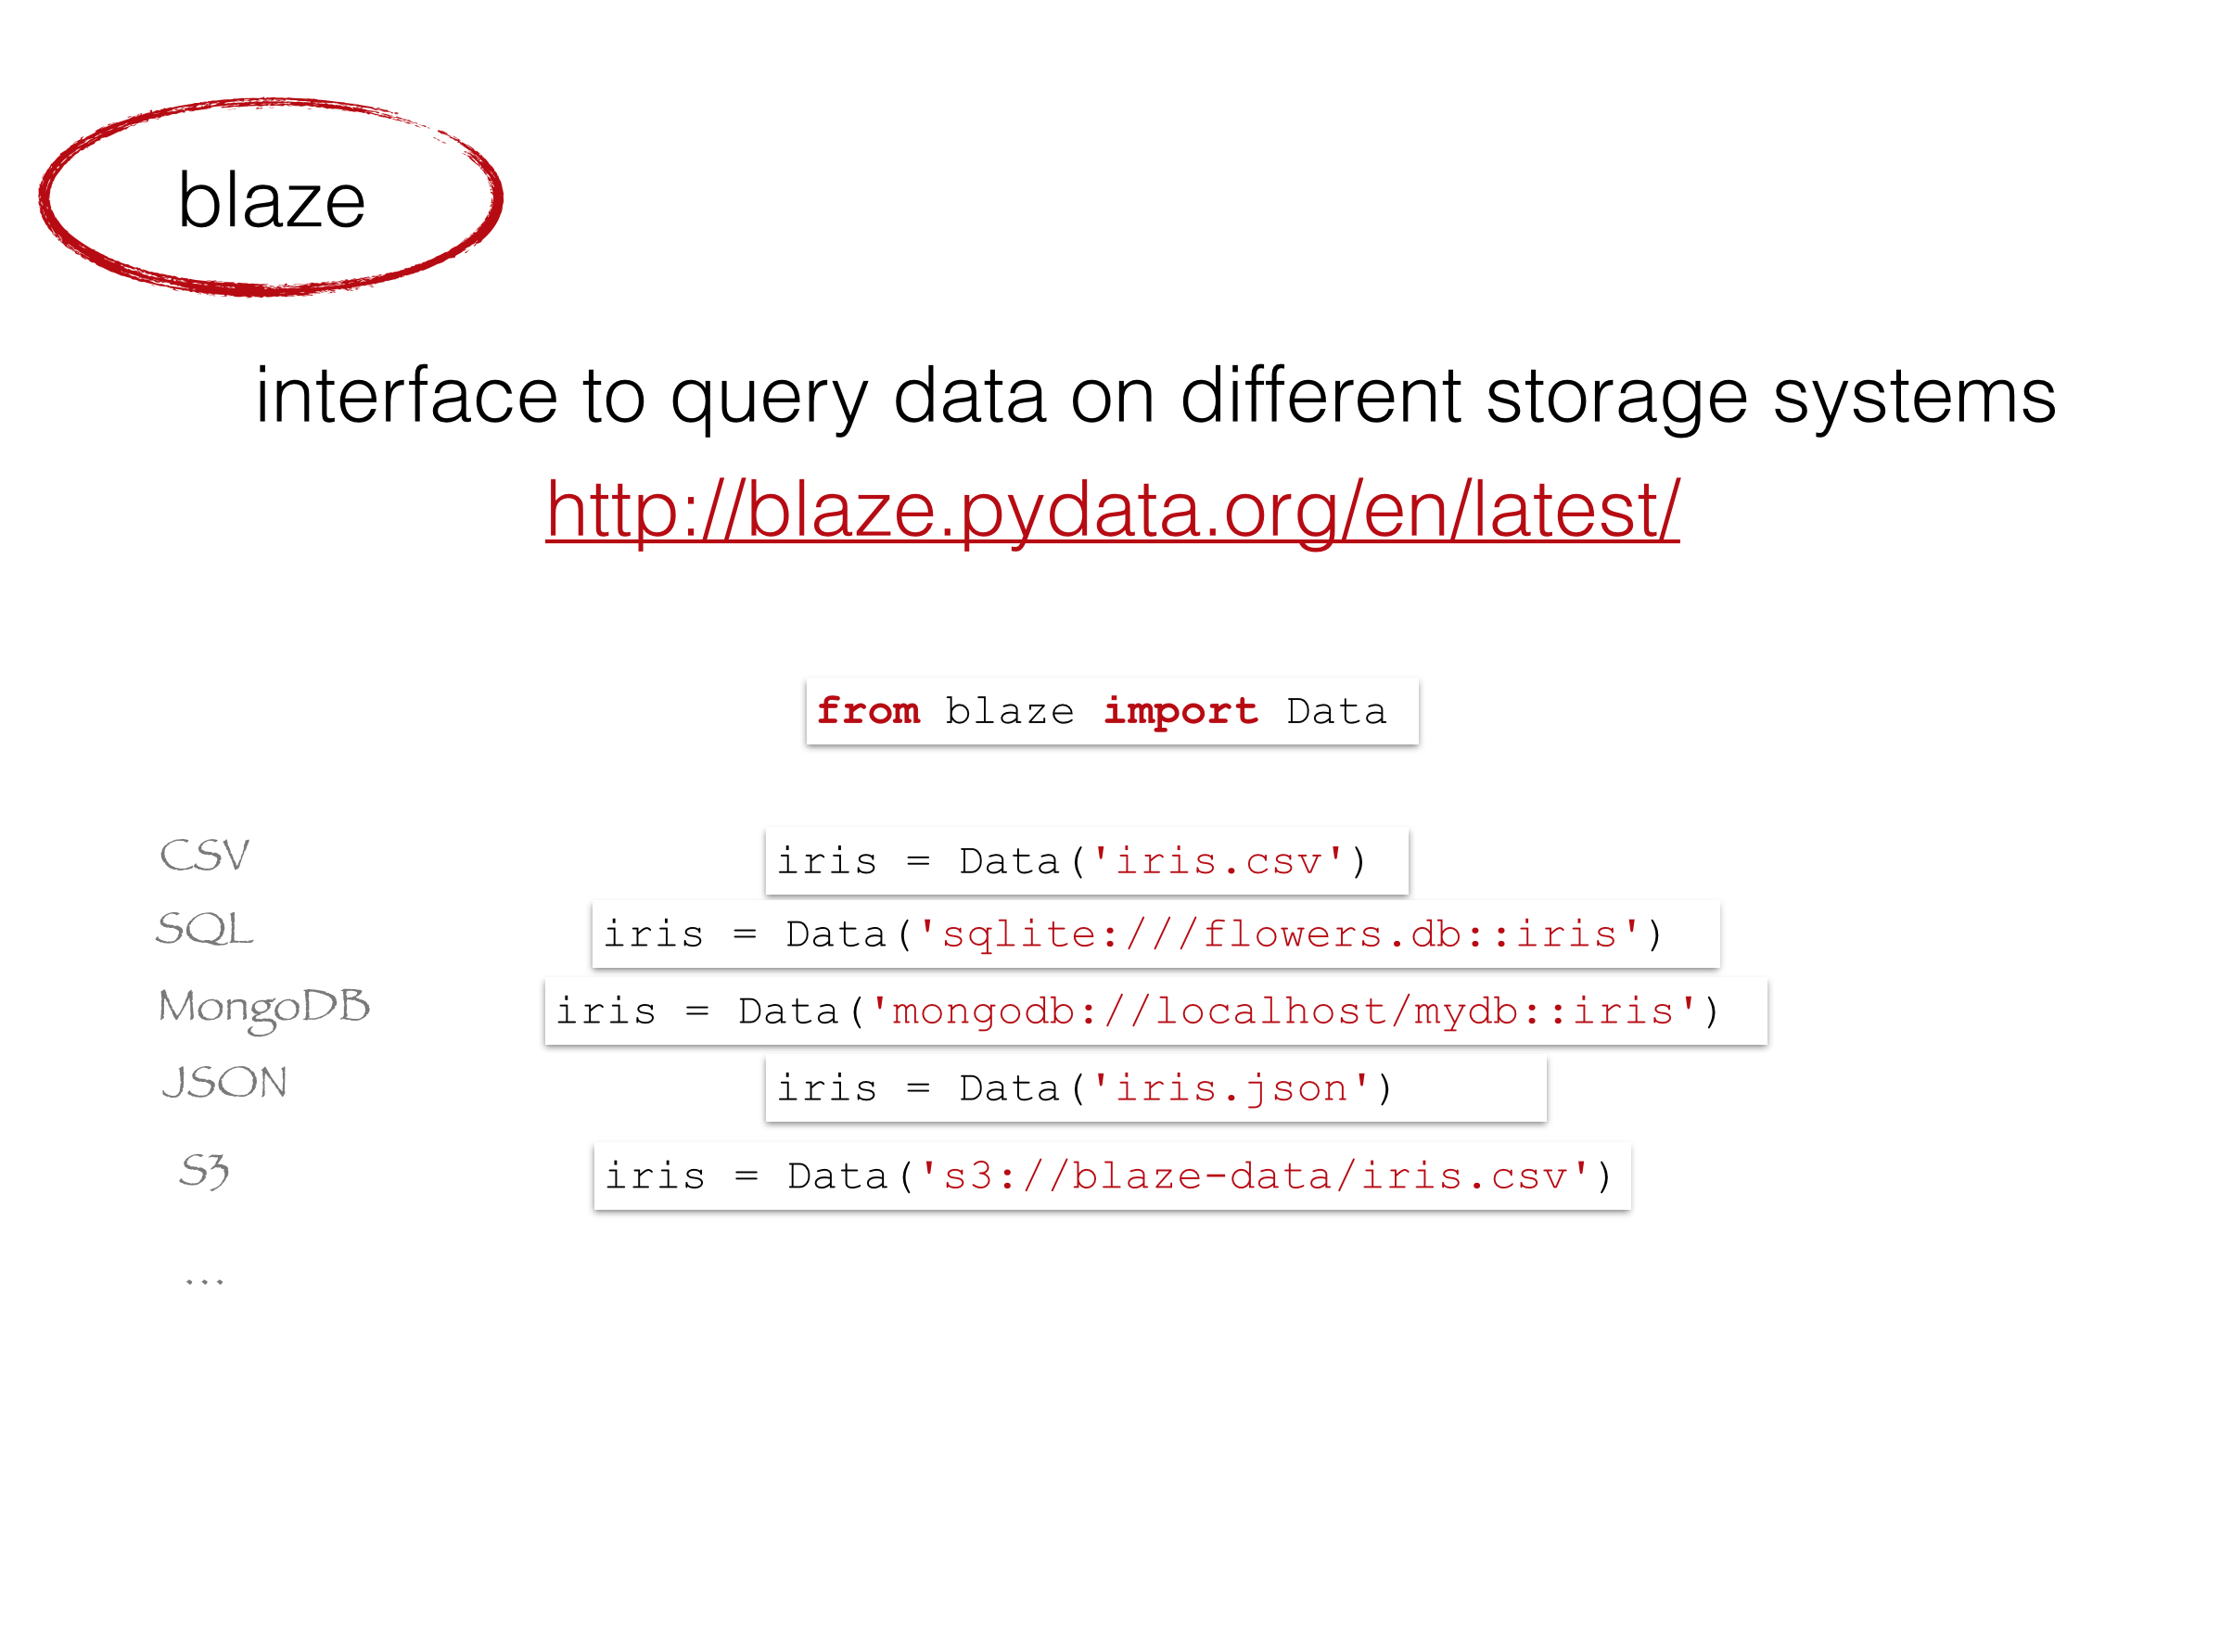 blaze
interface to query data on different storage systems
http://blaze.pydata.org/en/latest/
from blaze import Data
CSV iris = Data('iris.csv')
SQL iris = Data('sqlite:///flowers.db::iris')
MongoDB iris = Data('mongodb://localhost/mydb::iris')
JSON iris = Data('iris.json')
S3 iris = Data('s3://blaze-data/iris.csv')
...